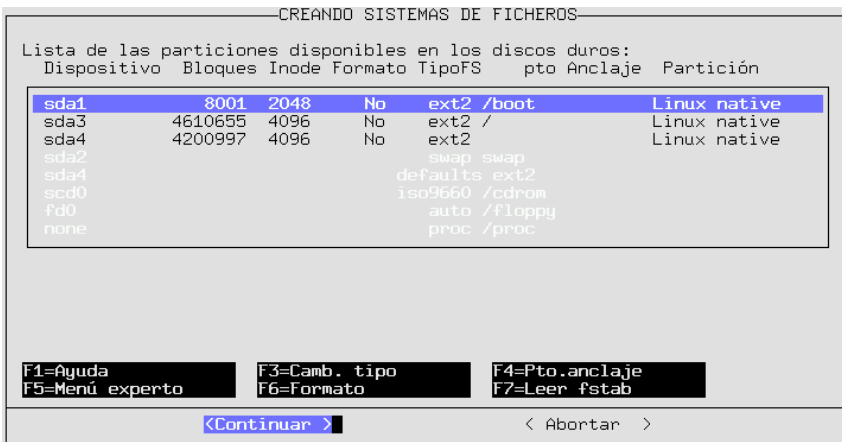 CREANDO SISTEMAS DE FICHEROS
Lista de las particiones disponibles en los discos duros:
Dispositivo Bloques Inode Formato TipoFS pto Anclaje Partición
sda1 8001 2048 No ext2 /boot Linux native
sda3 4610655 4096 No ext2 / Linux native
sda4 4200997 4096 No ext2 Linux native
sda2 swap swap
sda4 defaults ext2
scd0 iso9660 /cdrom
fd0 auto /floppy
none proc /proc
F1=Ayuda F3=Camb. tipo F4=Pto.anclaje
F5=Menú experto F6=Formato F7=Leer fstab
<Continuar > < Abortar >